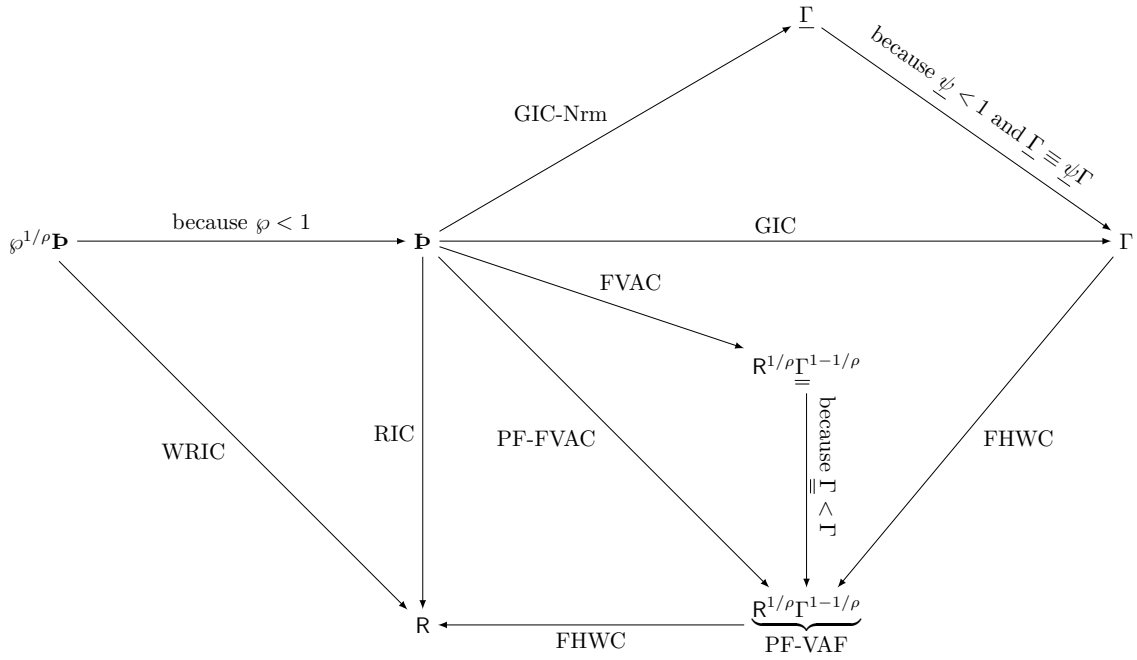 Γ̲
because ψ̲ < 1 and Γ̲ ≡ ψ̲Γ
GIC-Nrm
℘^{1/ρ}Þ
because ℘ < 1
Þ
GIC
Γ
FVAC
R^{1/ρ}Γ̳^{1−1/ρ}
WRIC
RIC
PF-FVAC
because Γ̳ < Γ
FHWC
R
FHWC
R^{1/ρ}Γ^{1−1/ρ}
PF-VAF